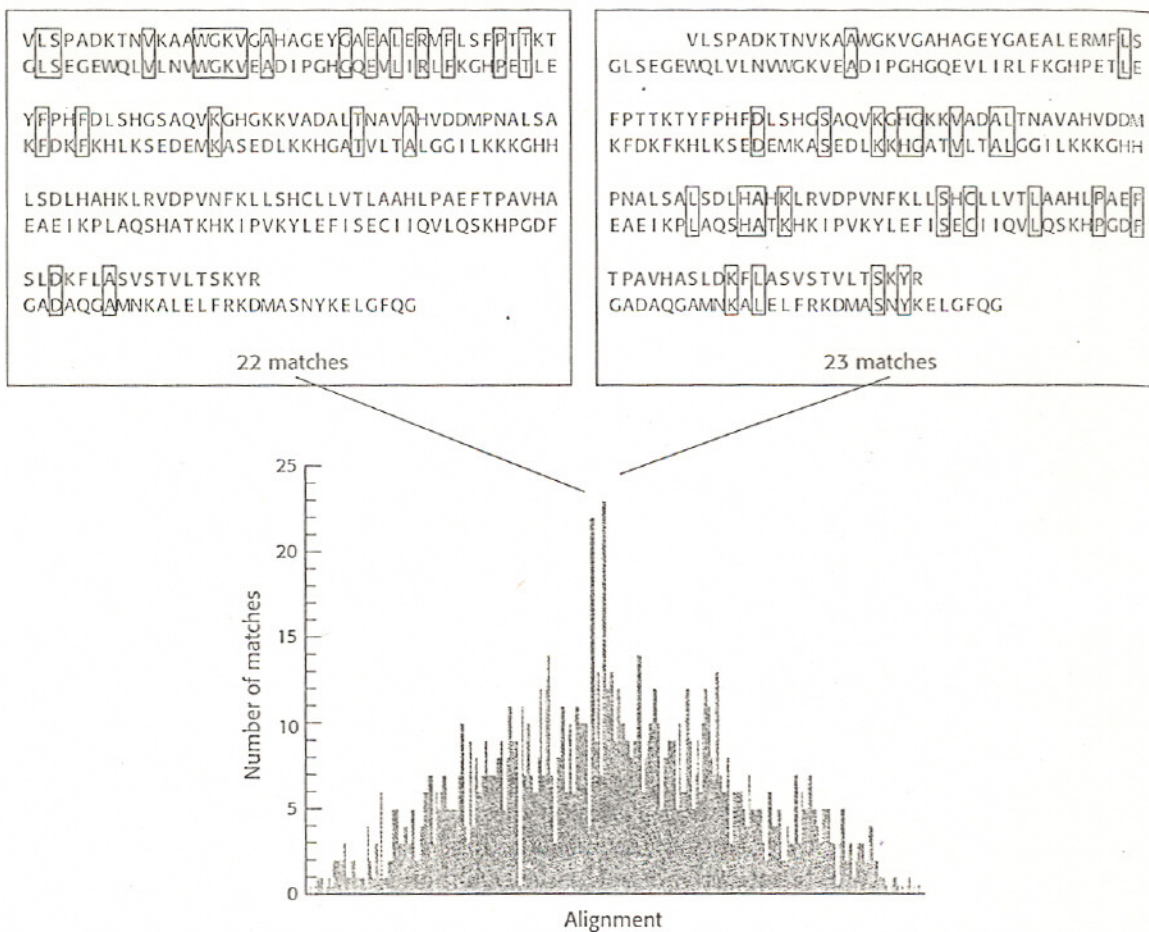 VLSPADKTNVKAAWGKVGAHAGEYGAEALERVFLSFPTTKT
GLSEGEWQLVLNVWGKVEADIPGHGQEVLIRLFKGHPETLE
YFPHFDLSHGSAQVKGHGKKVADALTNAVAHVDDMPNALSA
KFDKFKHLKSEDEMKASEDLKKHGATVLTALGGILKKKGHH
LSDLHAHKLRVDPVNFKLLSHCLLVTLAAHLPAEFTPAVHA
EAEIKPLAQSHATKHKIPVKYLEFISECIIQVLQSKHPGDF
SLDKFLASVSTVLTSKYR
GADAQGAMNKALELFRKDMASNYKELGFQG
22 matches
VLSPADKTNVKAAWGKVGAHAGEYGAEALERMFLS
GLSEGEWQLVLNVWGKVEADIPGHGQEVLIRLFKGHPETLE
FPTTKTYFPHFDLSHGSAQVKGHGKKVADALTNAVAHVDDM
KFDKFKHLKSEDEMKASEDLKKHGATVLTALGGILKKKGHH
PNALSALSDLHAHKLRVDPVNFKLLSHCLLVTLAAHLPAEF
EAEIKPLAQSHATKHKIPVKYLEFISECIIQVLQSKHPGDF
TPAVHASLDKFLASVSTVLTSKYR
GADAQGAMNKALELFRKDMASNYKELGFQG
23 matches
25
20
15
10
5
0
Number of matches
Alignment